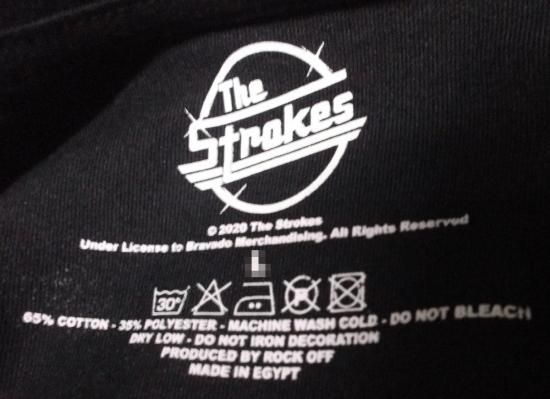 The
Strokes
© 2020 The Strokes
Under License to Bravado Merchandising. All Rights Reserved
30°
65% COTTON - 35% POLYESTER - MACHINE WASH COLD - DO NOT BLEACH
DRY LOW - DO NOT IRON DECORATION
PRODUCED BY ROCK OFF
MADE IN EGYPT